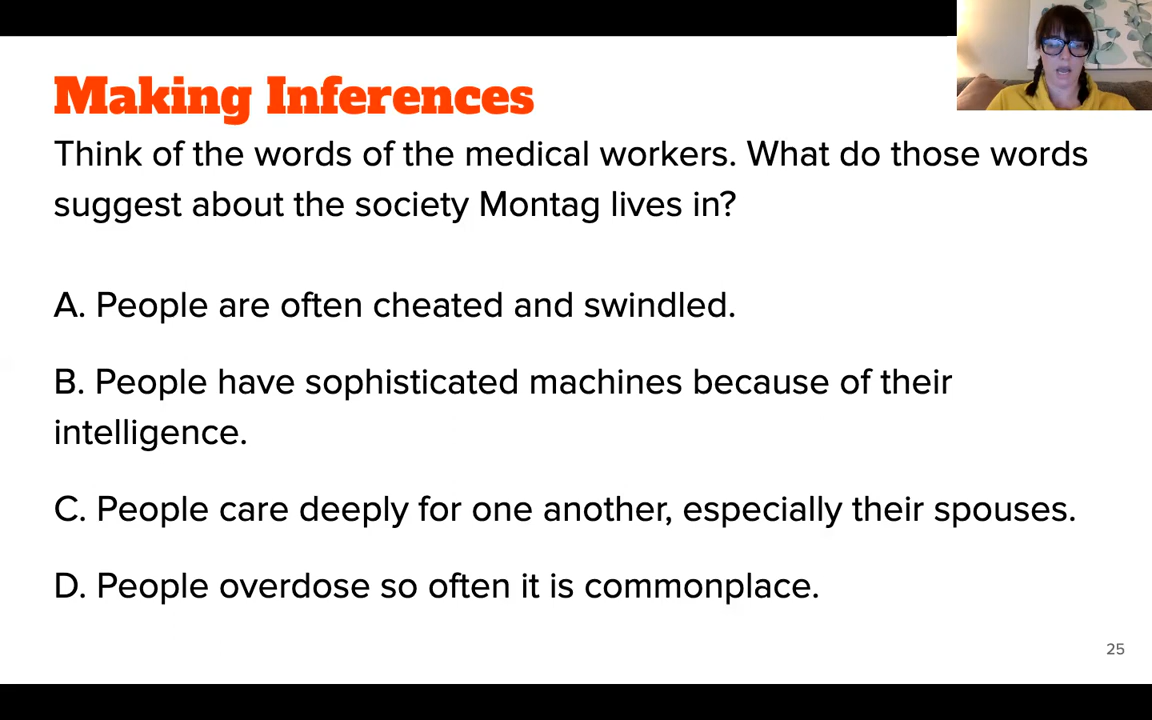 Making Inferences
Think of the words of the medical workers. What do those words
suggest about the society Montag lives in?
A. People are often cheated and swindled.
B. People have sophisticated machines because of their
intelligence.
C. People care deeply for one another, especially their spouses.
D. People overdose so often it is commonplace.
25